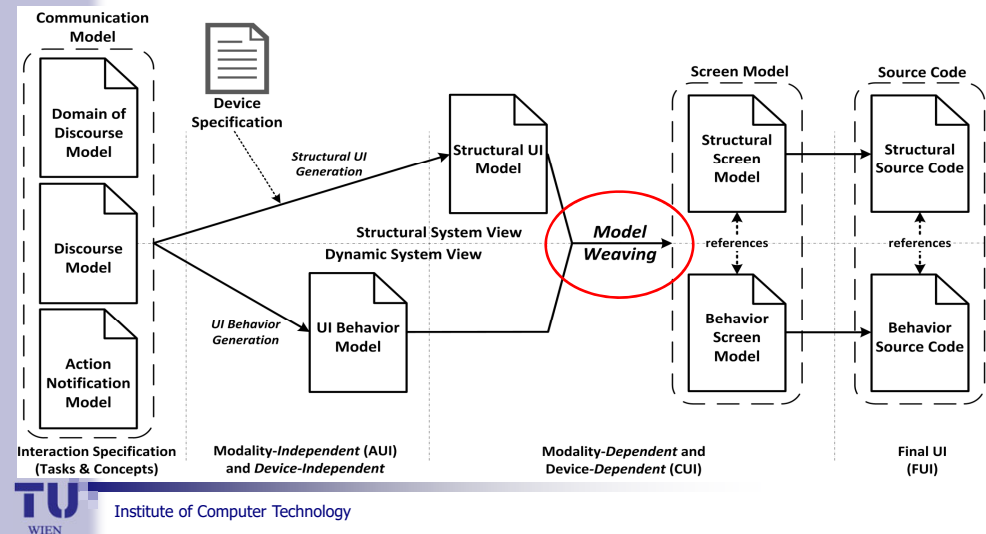 Communication
Model
Domain of
Discourse
Model
Discourse
Model
Action
Notification
Model
Interaction Specification
(Tasks & Concepts)
Device
Specification
Structural UI
Generation
UI Behavior
Generation
UI Behavior
Model
Modality-Independent (AUI)
and Device-Independent
Structural UI
Model
Structural System View
Dynamic System View
Model
Weaving
Modality-Dependent and
Device-Dependent (CUI)
Screen Model
Structural
Screen
Model
references
Behavior
Screen
Model
Source Code
Structural
Source Code
references
Behavior
Source Code
Final UI
(FUI)
TU
WIEN
Institute of Computer Technology